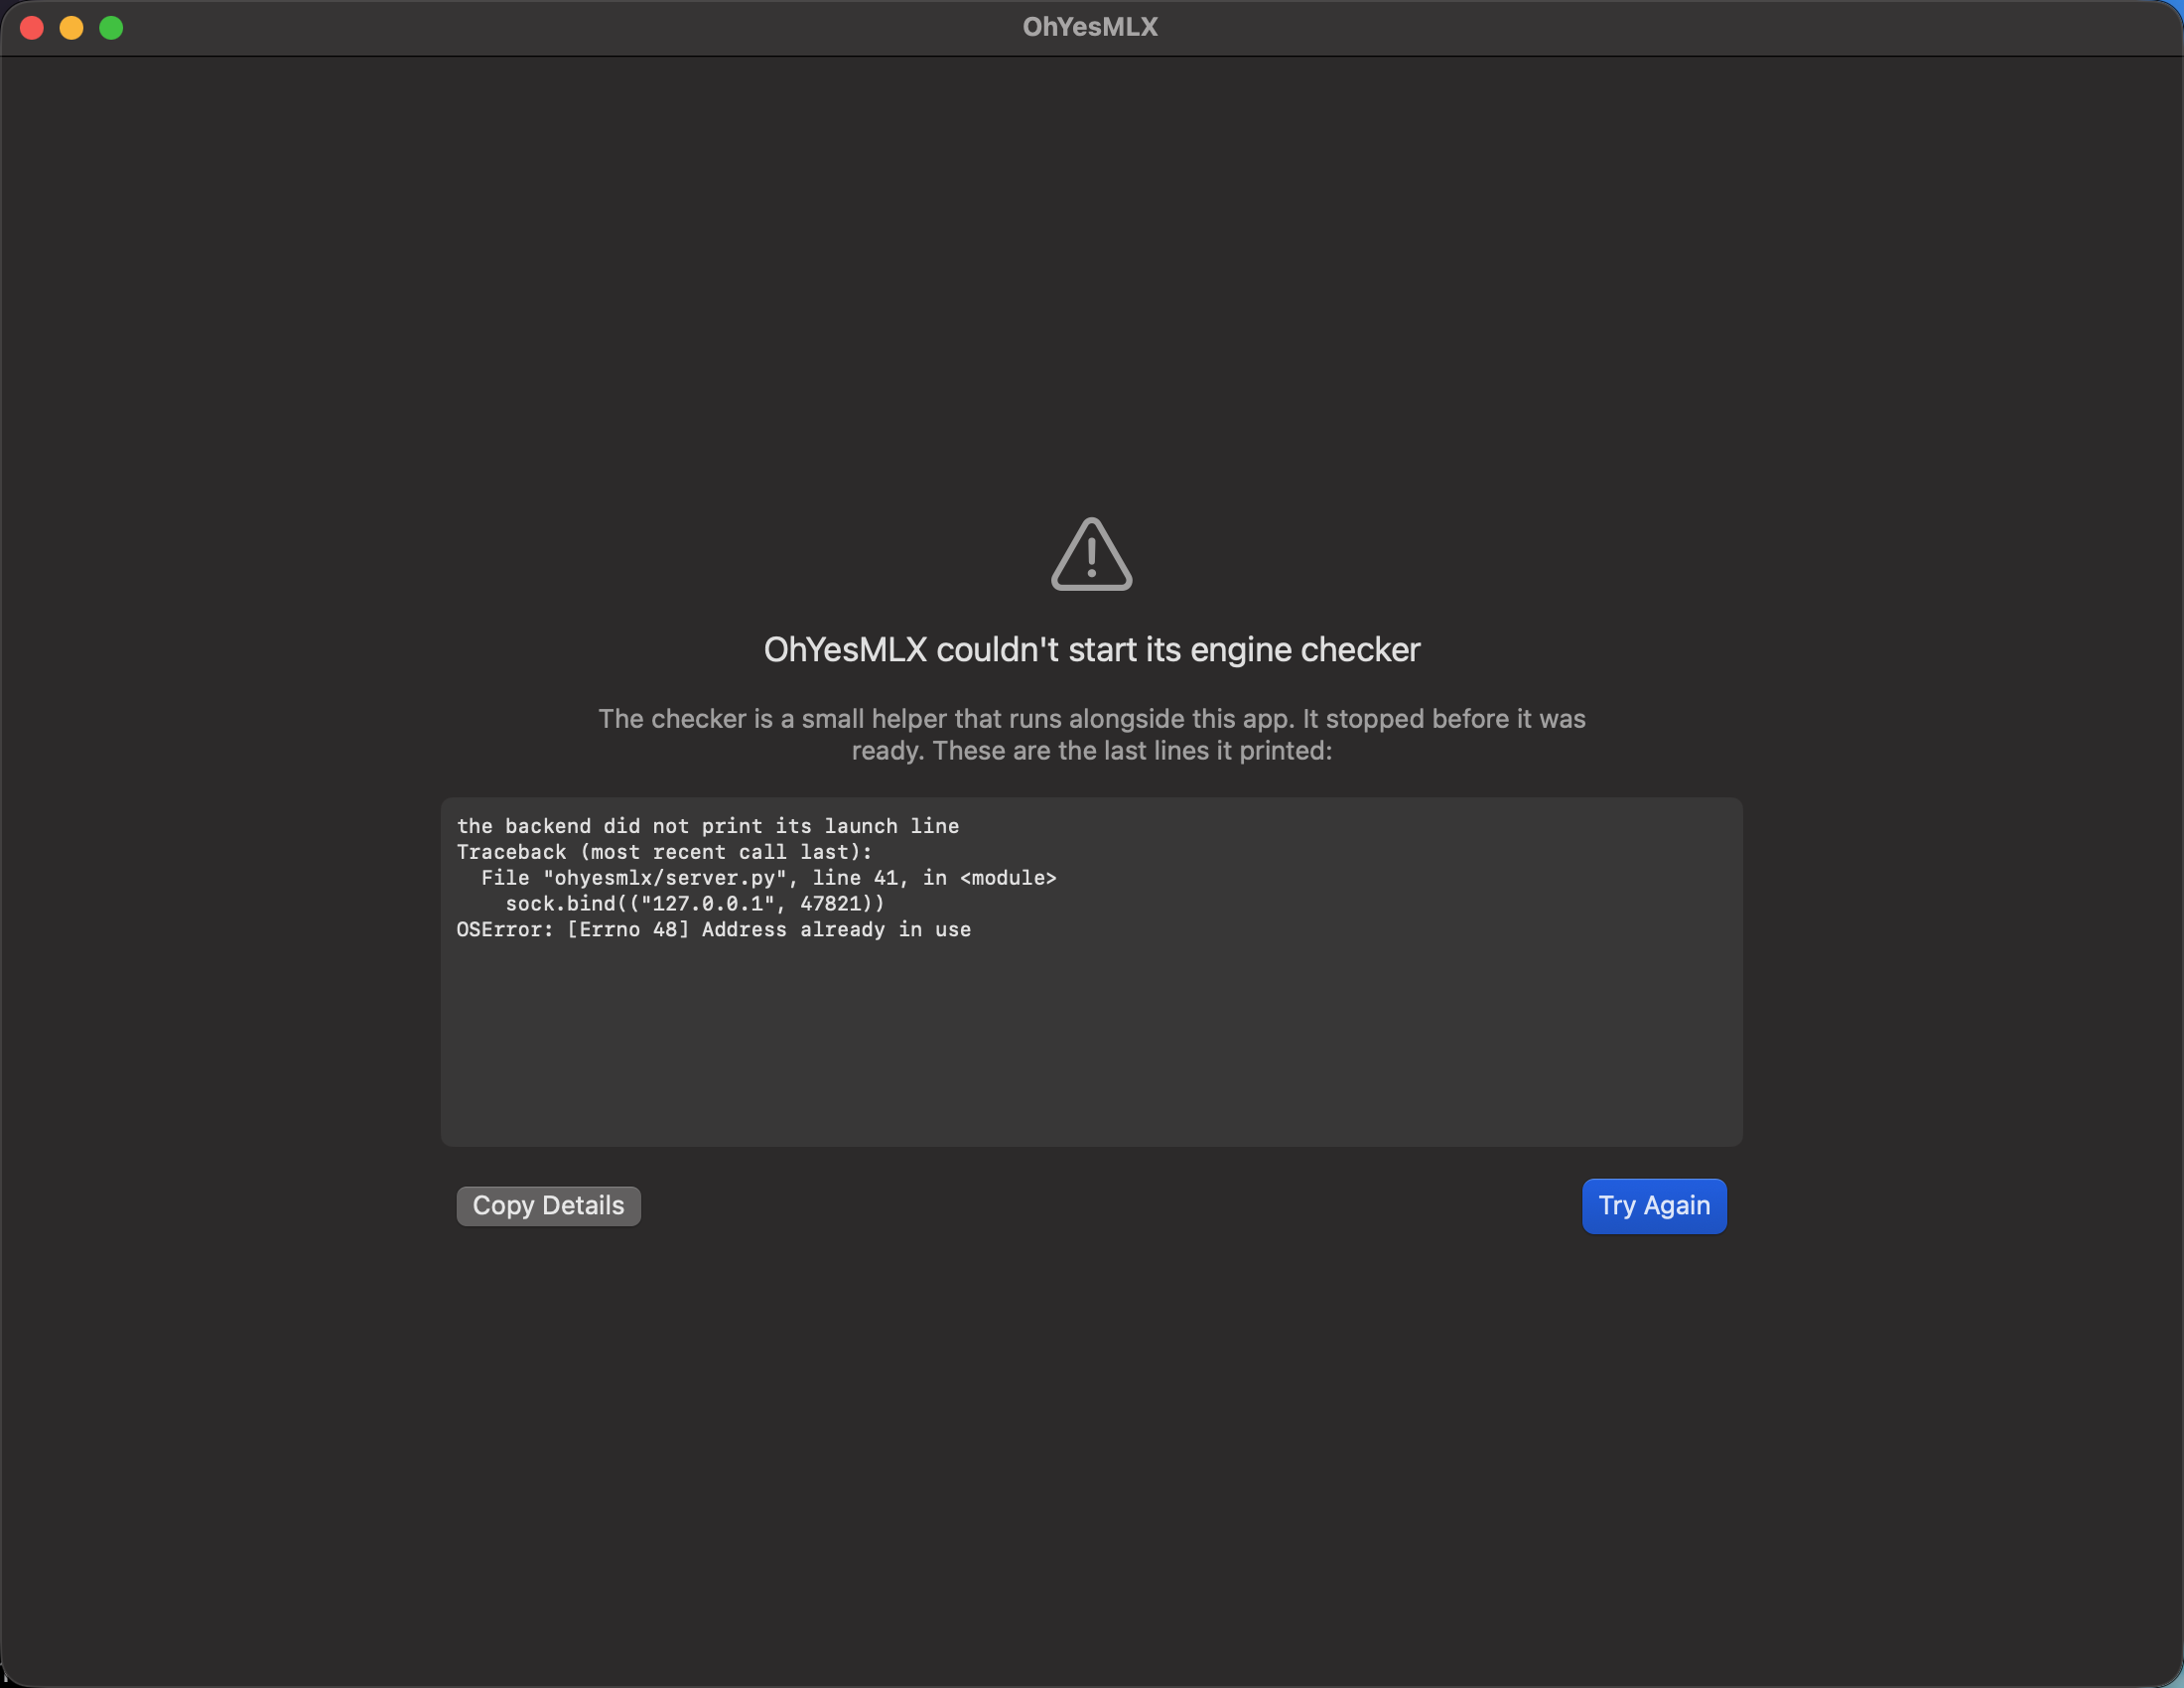 OhYesMLX
OhYesMLX couldn't start its engine checker
The checker is a small helper that runs alongside this app. It stopped before it was
ready. These are the last lines it printed:
the backend did not print its launch line
Traceback (most recent call last):
  File "ohyesmlx/server.py", line 41, in <module>
    sock.bind(("127.0.0.1", 47821))
OSError: [Errno 48] Address already in use
Copy Details
Try Again